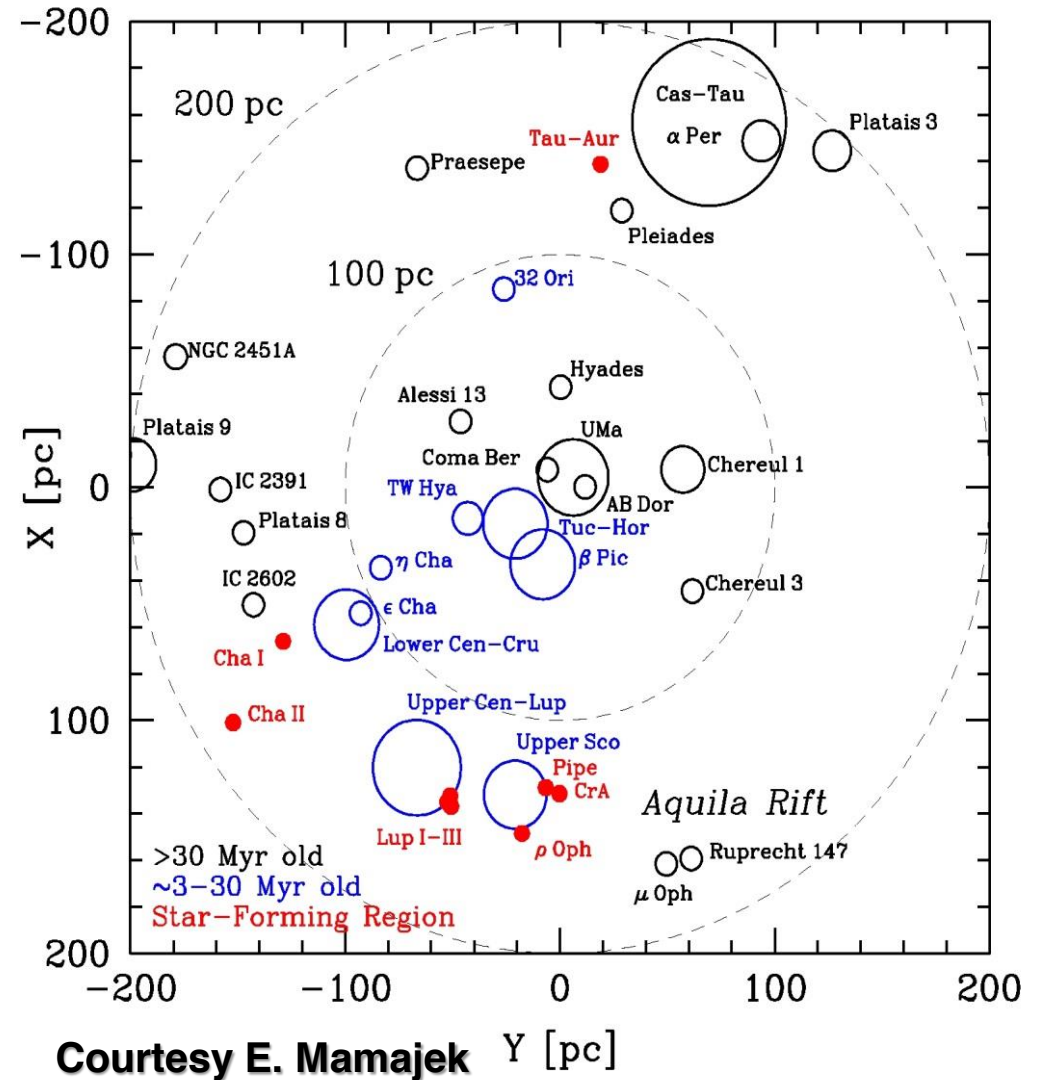 -200
200 pc
Cas-Tau
α Per
Platais 3
Tau-Aur
Praesepe
Pleiades
-100
100 pc
32 Ori
NGC 2451A
Hyades
Alessi 13
Platais 9
UMa
Coma Ber
Chereul 1
IC 2391
TW Hya
AB Dor
X [pc]
0
Platais 8
Tuc-Hor
η Cha
β Pic
IC 2602
Chereul 3
ϵ Cha
Lower Cen-Cru
Cha I
Upper Cen-Lup
Cha II
100
Upper Sco
Pipe
CrA
Aquila Rift
Lup I-III
ρ Oph
Ruprecht 147
μ Oph
>30 Myr old
~3-30 Myr old
Star-Forming Region
200
-200 -100 0 100 200
Y [pc]
Courtesy E. Mamajek